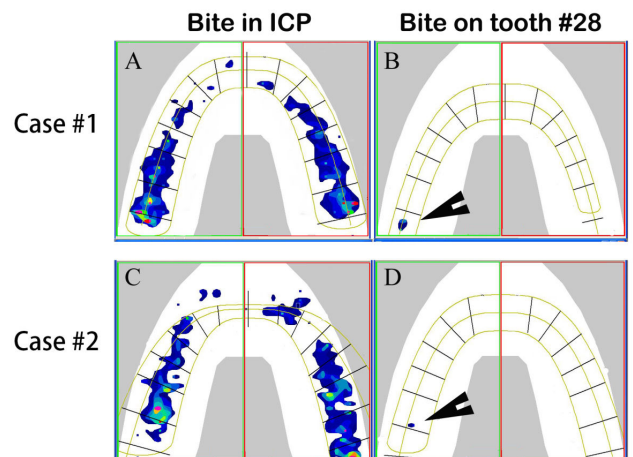 Bite in ICP
Bite on tooth #28
A
B
Case #1
C
D
Case #2